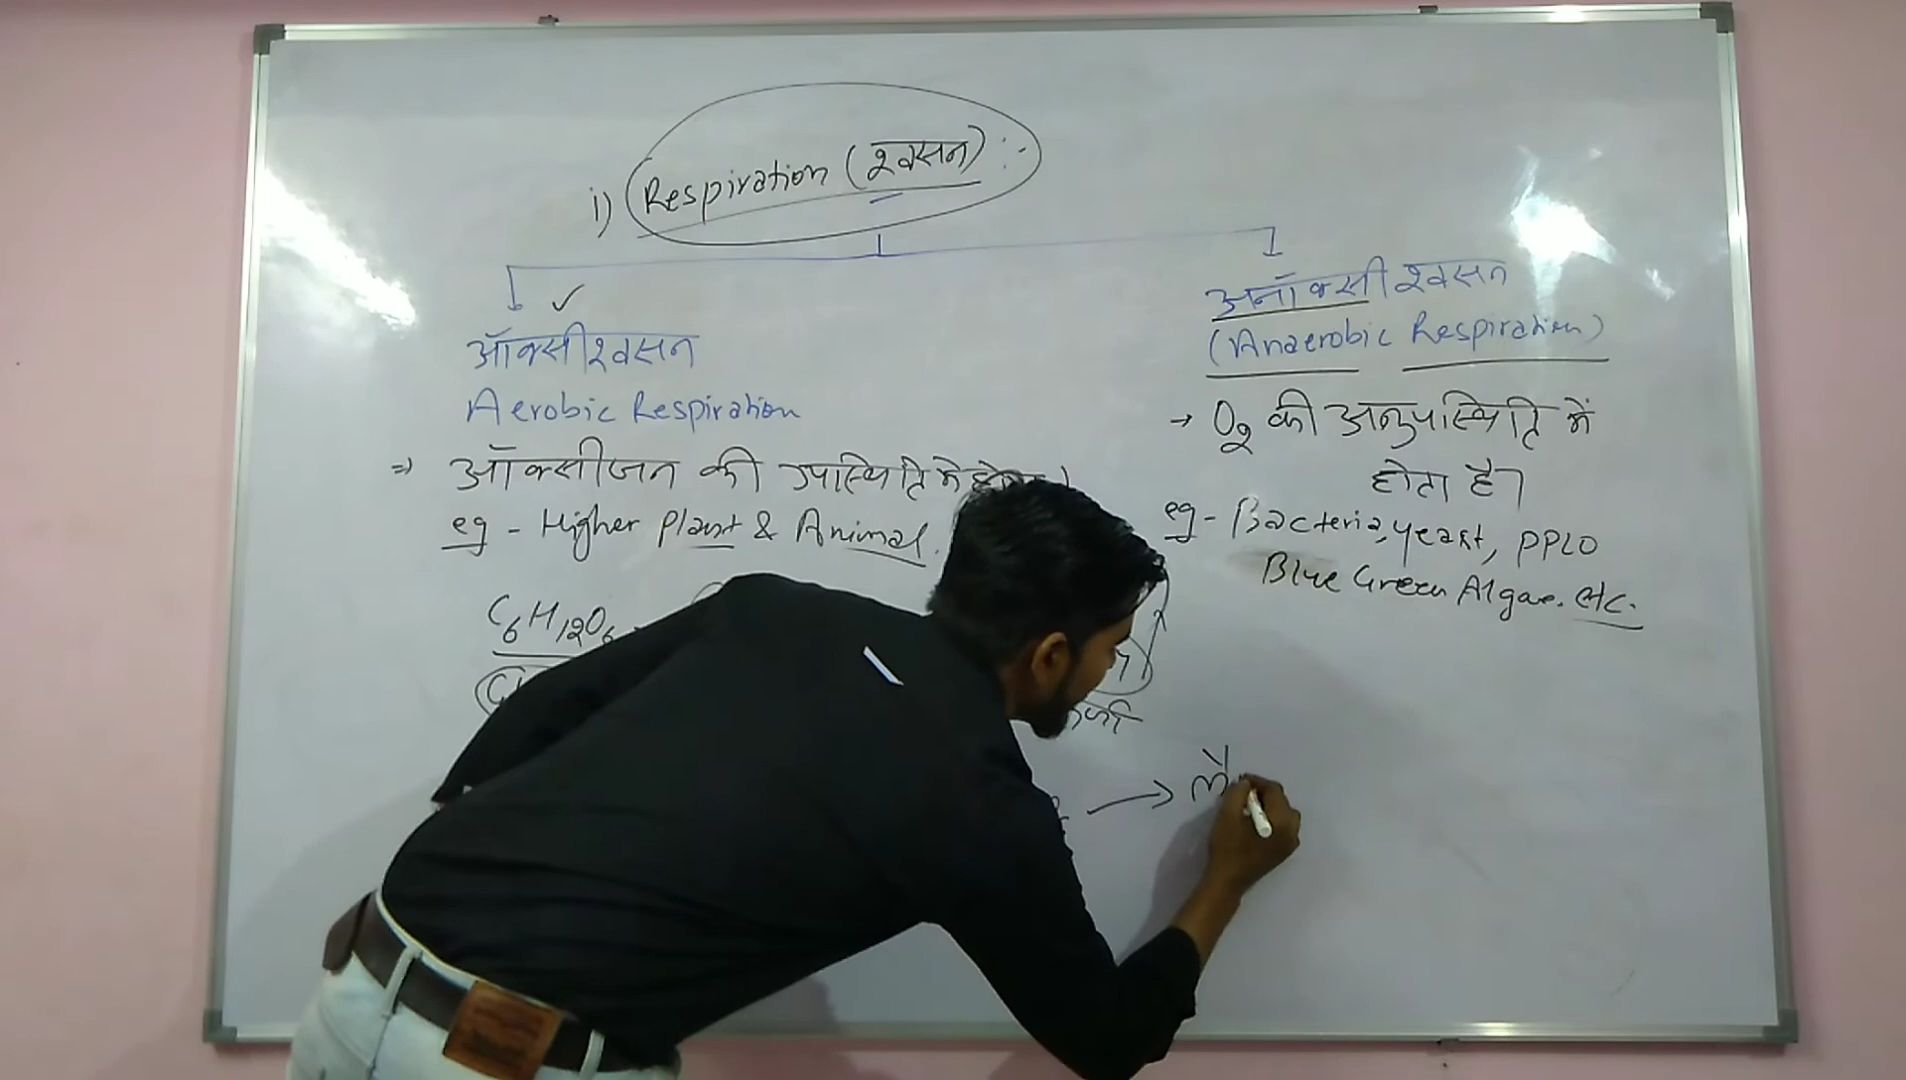 i) Respiration (श्वसन) :-
ऑक्सीश्वसन
Aerobic Respiration
⇒ ऑक्सीजन की उपस्थिति में
eg - Higher Plant & Animal.
C6H12O6
अनॉक्सीश्वसन
(Anaerobic Respiration)
→ O2 की अनुपस्थिति में
होता है।
eg - Bacteria, yeast, PPLO
Blue Green Algae. etc.